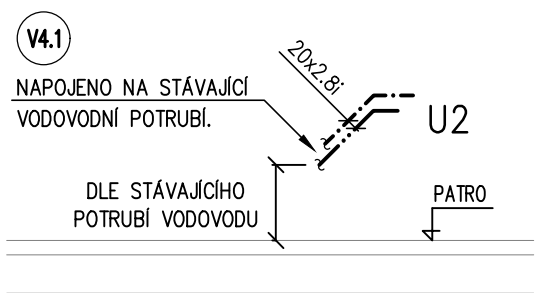 V4.1
20x2.8i
NAPOJENO NA STÁVAJÍCÍ
VODOVODNÍ POTRUBÍ.
U2
DLE STÁVAJÍCÍHO
POTRUBÍ VODOVODU
PATRO